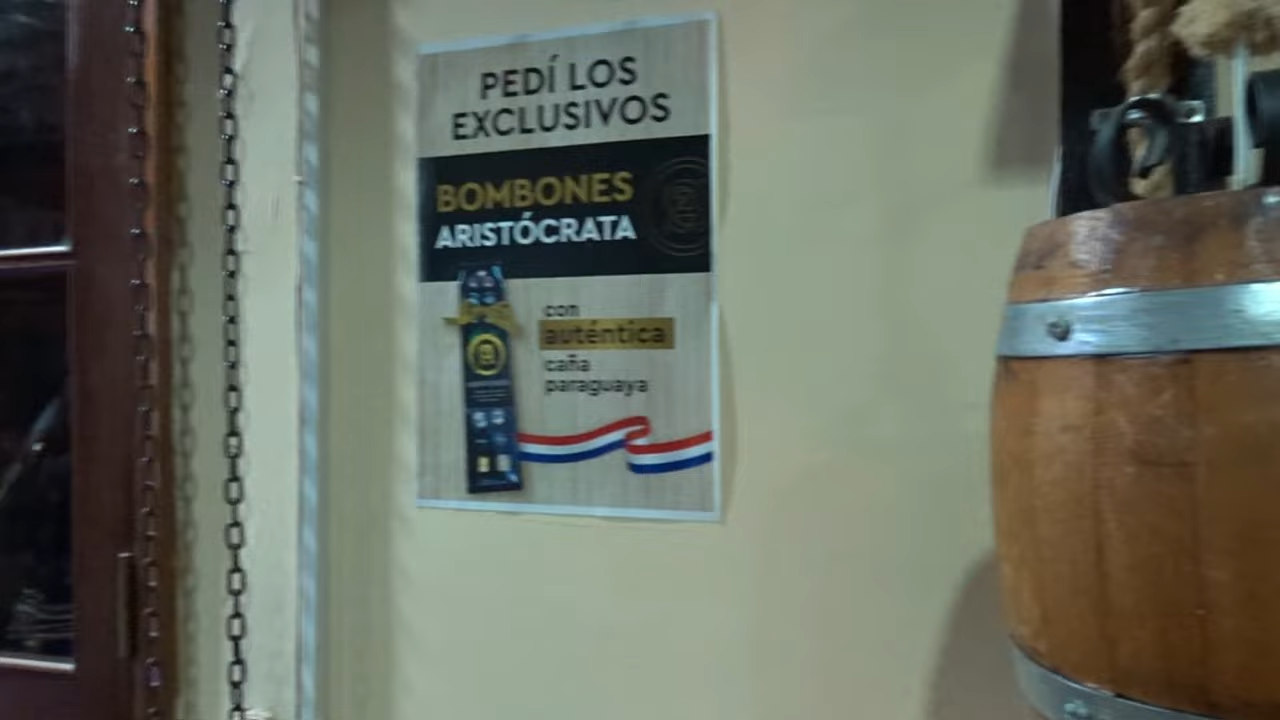 PEDÍ LOS
EXCLUSIVOS
BOMBONES
ARISTÓCRATA
con
auténtica
caña
paraguaya